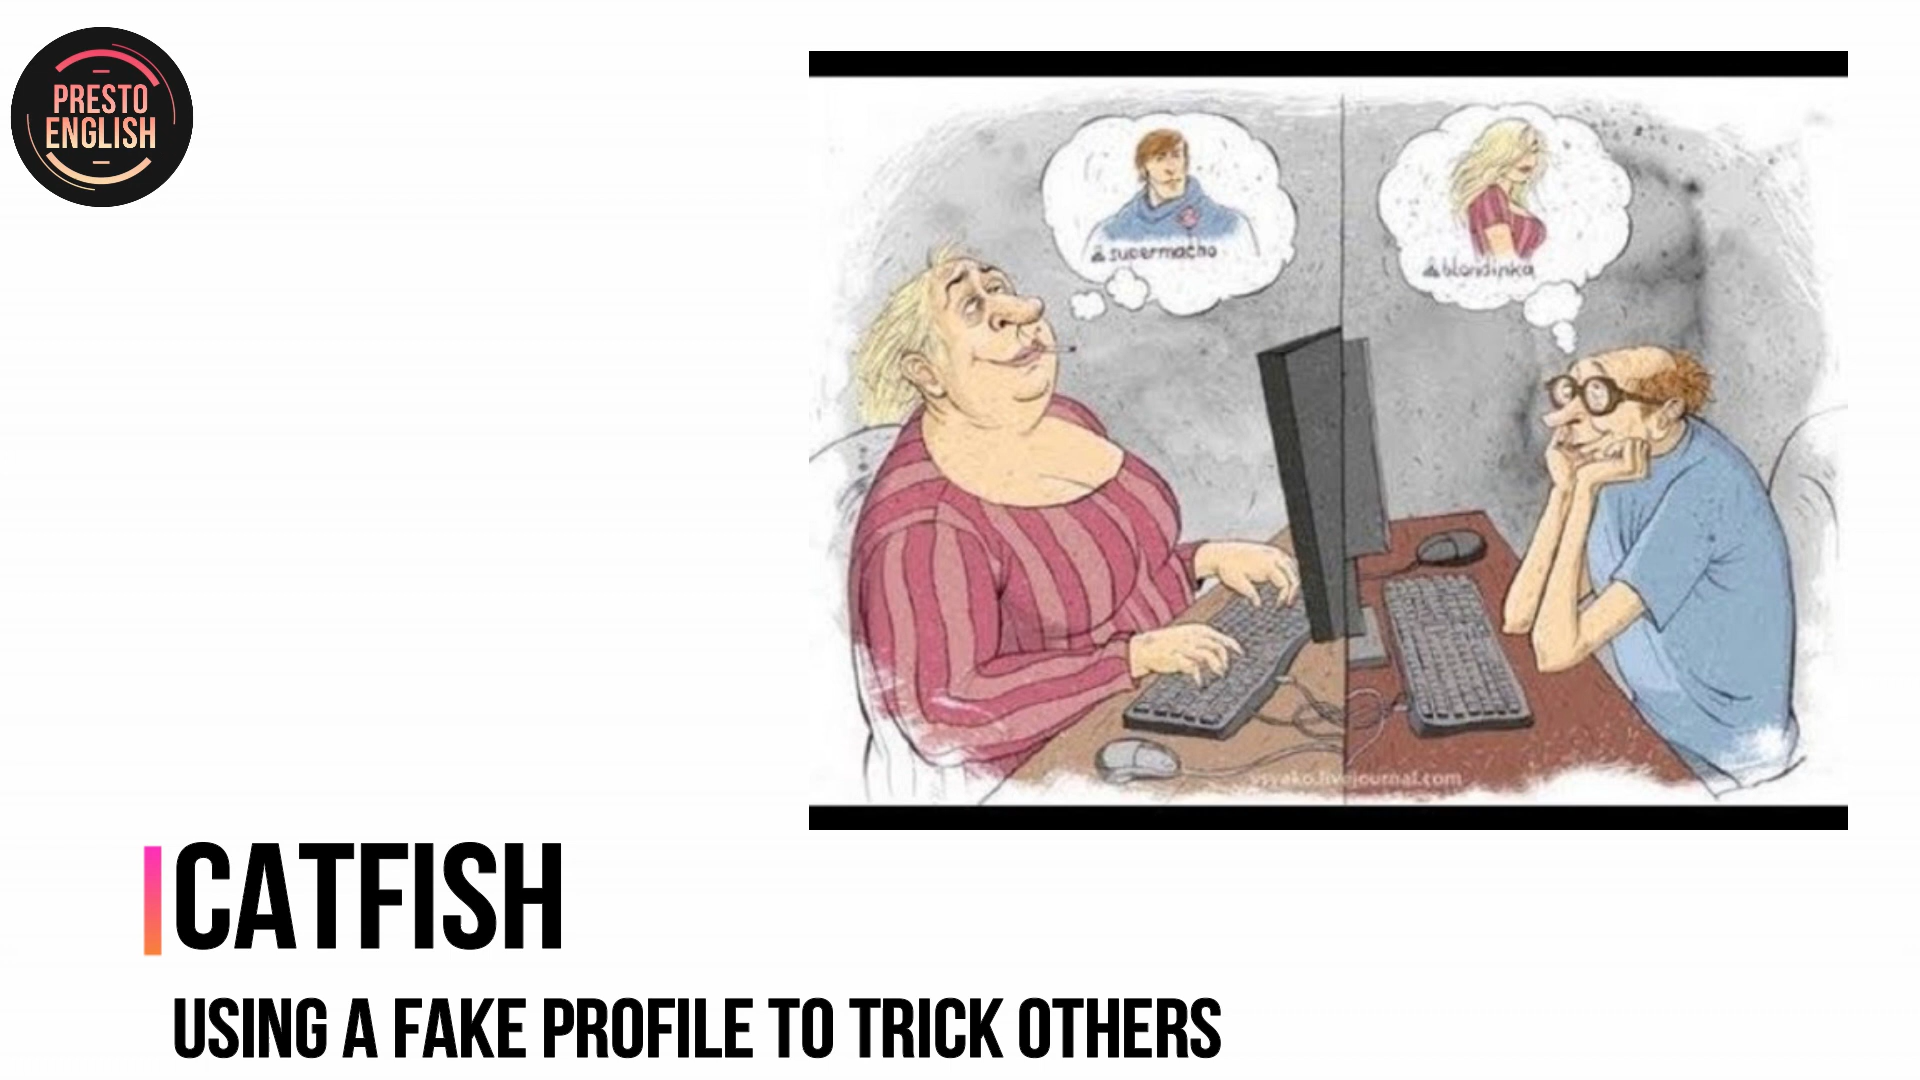 PRESTO
ENGLISH
supermacho
blondinka
vsyako.livejournal.com
CATFISH
USING A FAKE PROFILE TO TRICK OTHERS